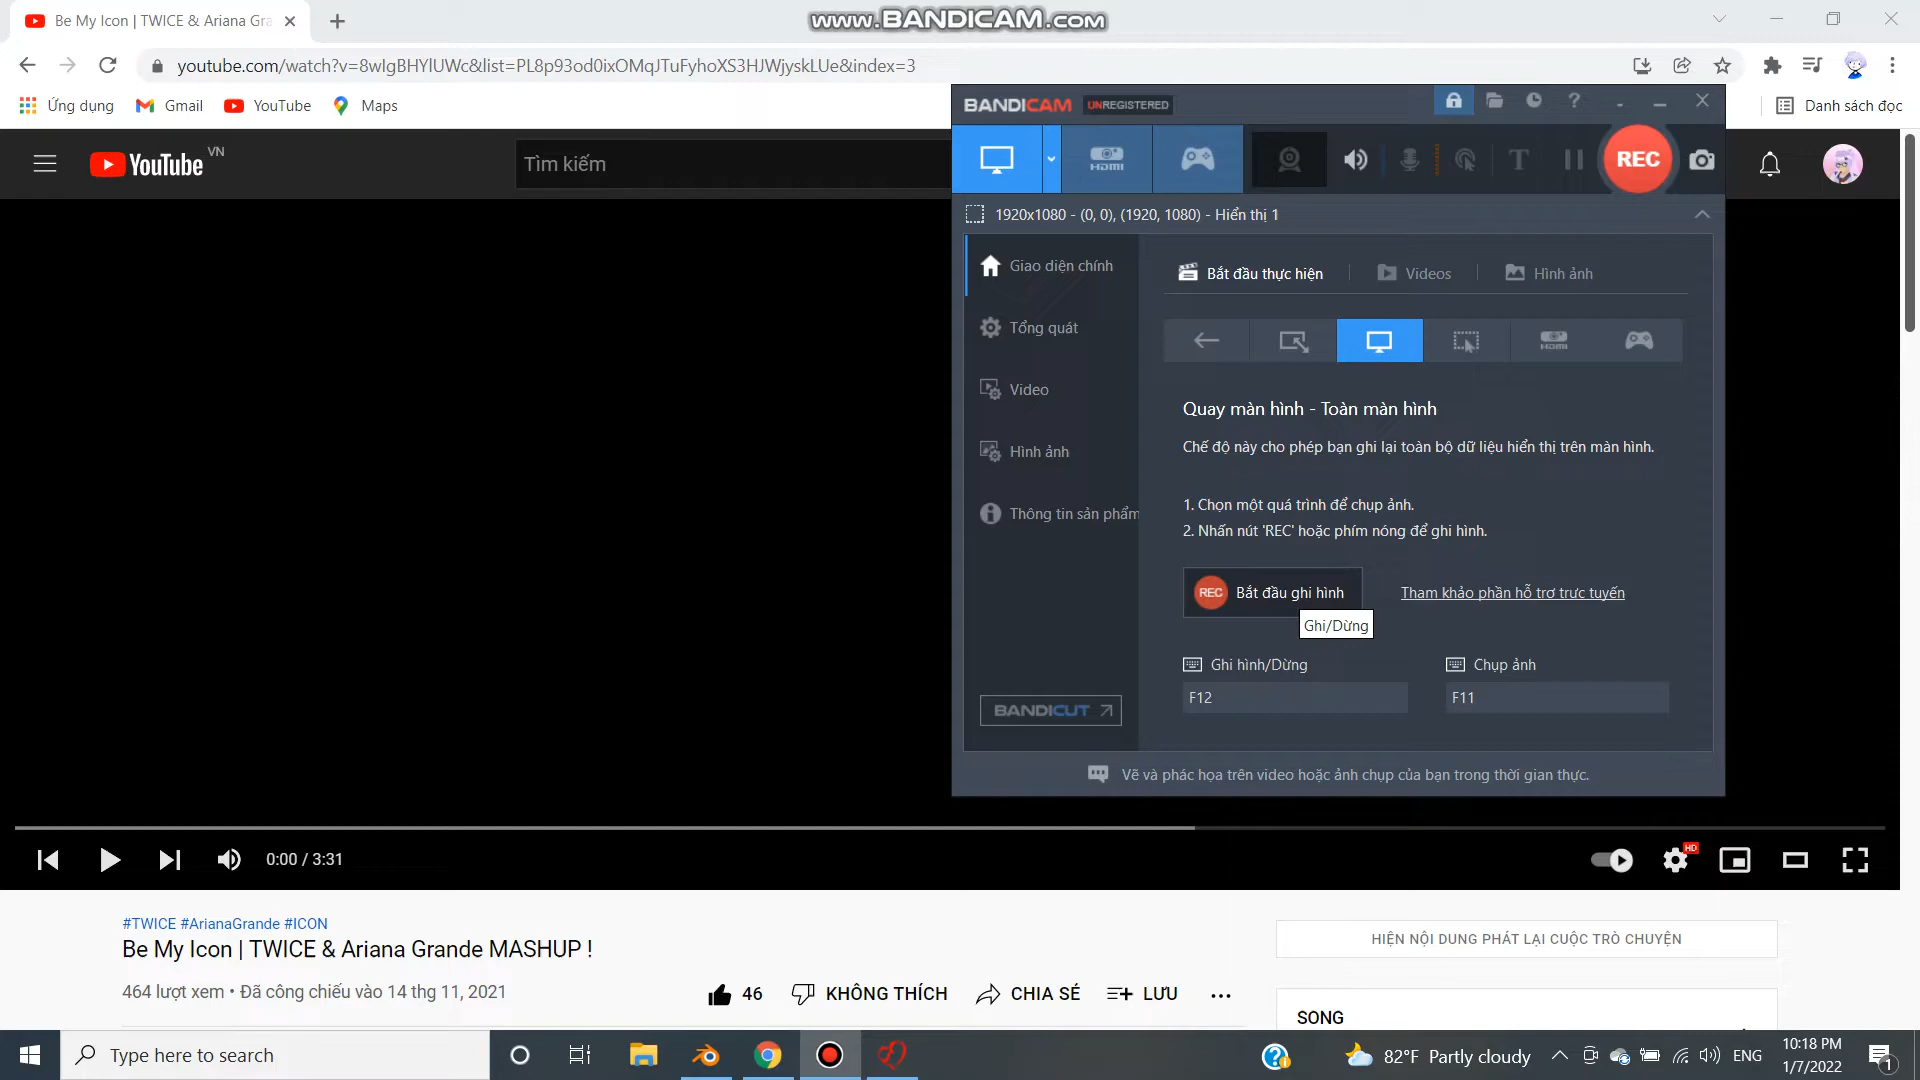 Be My Icon | TWICE & Ariana Gra
www.BANDICAM.com
youtube.com/watch?v=8wIgBHYlUWc&list=PL8p93od0ixOMqJTuFyhoXS3HJWjyskLUe&index=3
Ứng dụng
Gmail
YouTube
Maps
Danh sách đọc
BANDICAM UNREGISTERED
YouTube VN
Tìm kiếm
HDMI
T
REC
1920x1080 - (0, 0), (1920, 1080) - Hiển thị 1
Giao diện chính
Tổng quát
Video
Hình ảnh
Thông tin sản phẩm
BANDICUT
Bắt đầu thực hiện
Videos
Hình ảnh
HDMI
Quay màn hình - Toàn màn hình
Chế độ này cho phép bạn ghi lại toàn bộ dữ liệu hiển thị trên màn hình.
1. Chọn một quá trình để chụp ảnh.
2. Nhấn nút 'REC' hoặc phím nóng để ghi hình.
REC Bắt đầu ghi hình
Tham khảo phần hỗ trợ trực tuyến
Ghi/Dừng
Ghi hình/Dừng
Chụp ảnh
F12
F11
Vẽ và phác họa trên video hoặc ảnh chụp của bạn trong thời gian thực.
0:00 / 3:31
HD
#TWICE #ArianaGrande #ICON
Be My Icon | TWICE & Ariana Grande MASHUP !
464 lượt xem • Đã công chiếu vào 14 thg 11, 2021
46
KHÔNG THÍCH
CHIA SẺ
LƯU
HIỆN NỘI DUNG PHÁT LẠI CUỘC TRÒ CHUYỆN
SONG
Type here to search
82°F Partly cloudy
ENG
10:18 PM
1/7/2022
1